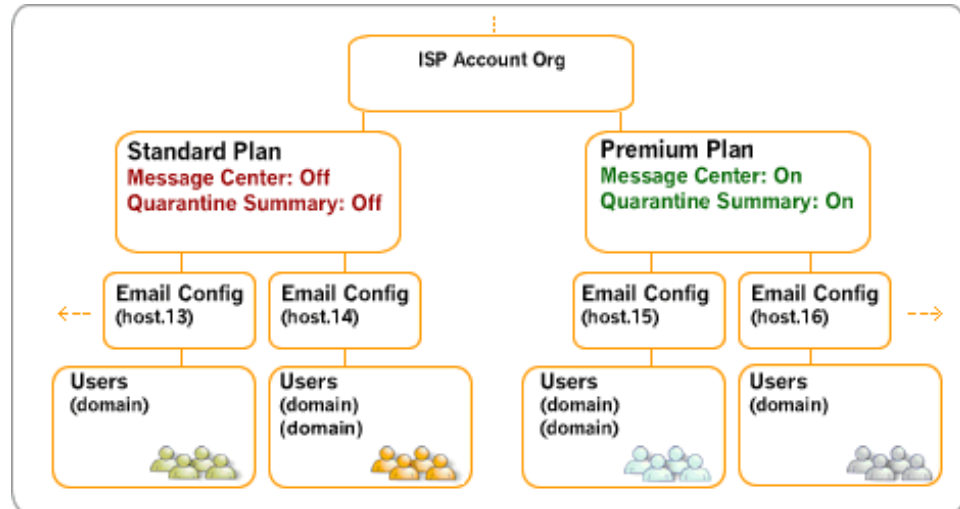 ISP Account Org
Standard Plan
Message Center: Off
Quarantine Summary: Off
Premium Plan
Message Center: On
Quarantine Summary: On
Email Config
(host.13)
Email Config
(host.14)
Email Config
(host.15)
Email Config
(host.16)
Users
(domain)
Users
(domain)
(domain)
Users
(domain)
(domain)
Users
(domain)